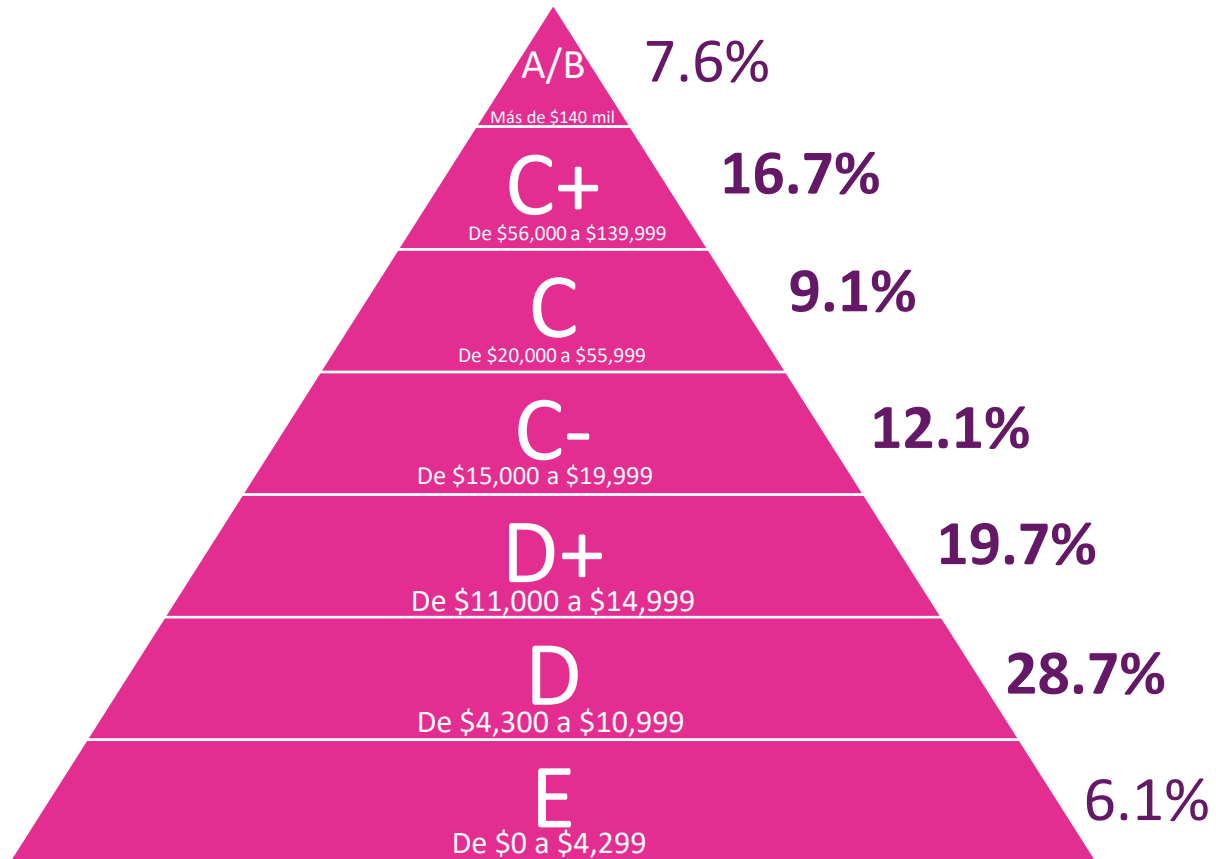 A/B
7.6%
Más de $140 mil
C+
16.7%
De $56,000 a $139,999
C
9.1%
De $20,000 a $55,999
C-
12.1%
De $15,000 a $19,999
D+
19.7%
De $11,000 a $14,999
D
28.7%
De $4,300 a $10,999
E
6.1%
De $0 a $4,299